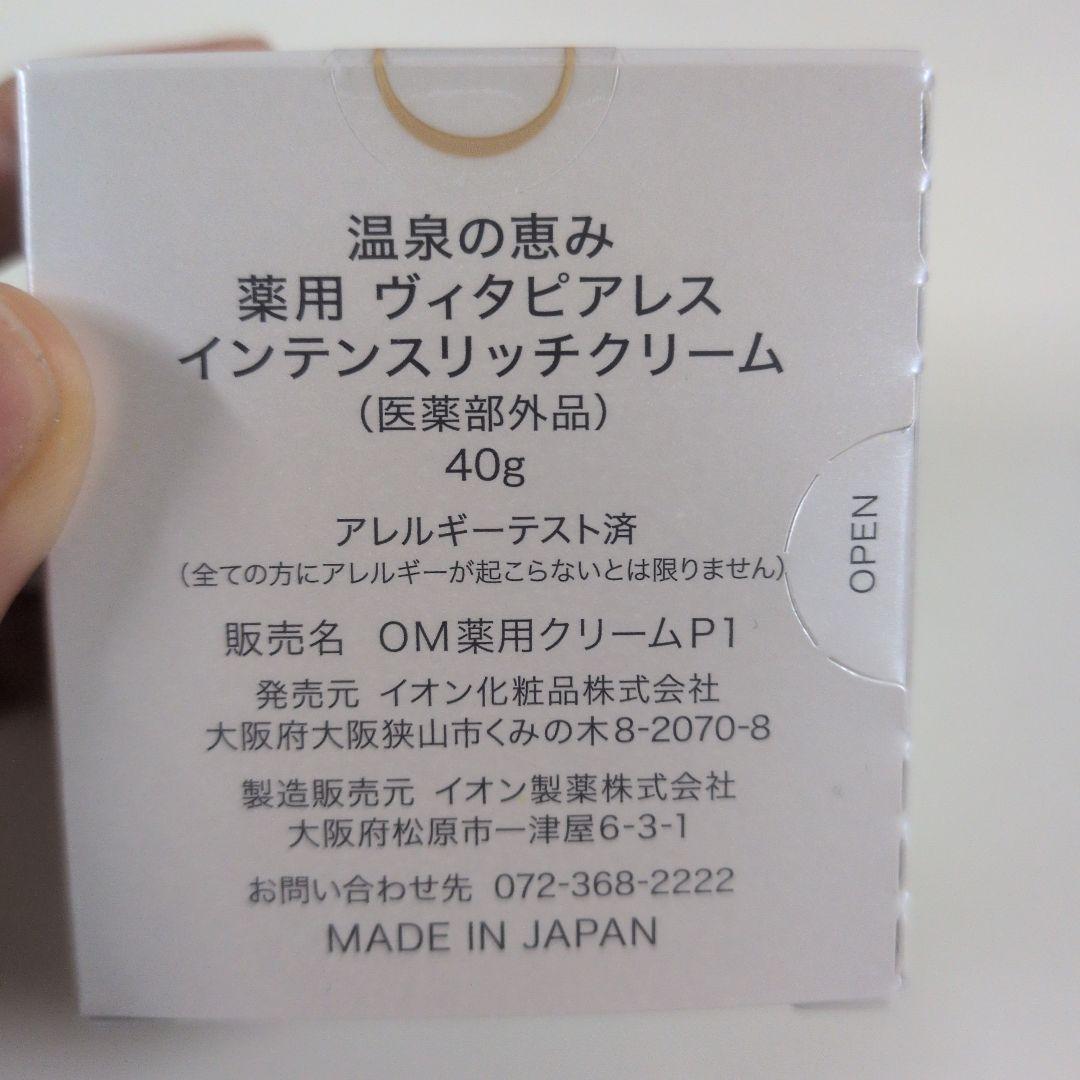 温泉の恵み
薬用 ヴィタピアレス
インテンスリッチクリーム
（医薬部外品）
40g
アレルギーテスト済
（全ての方にアレルギーが起こらないとは限りません）
販売名 OM薬用クリームP1
発売元 イオン化粧品株式会社
大阪府大阪狭山市くみの木8-2070-8
製造販売元 イオン製薬株式会社
大阪府松原市一津屋6-3-1
お問い合わせ先 072-368-2222
MADE IN JAPAN
OPEN